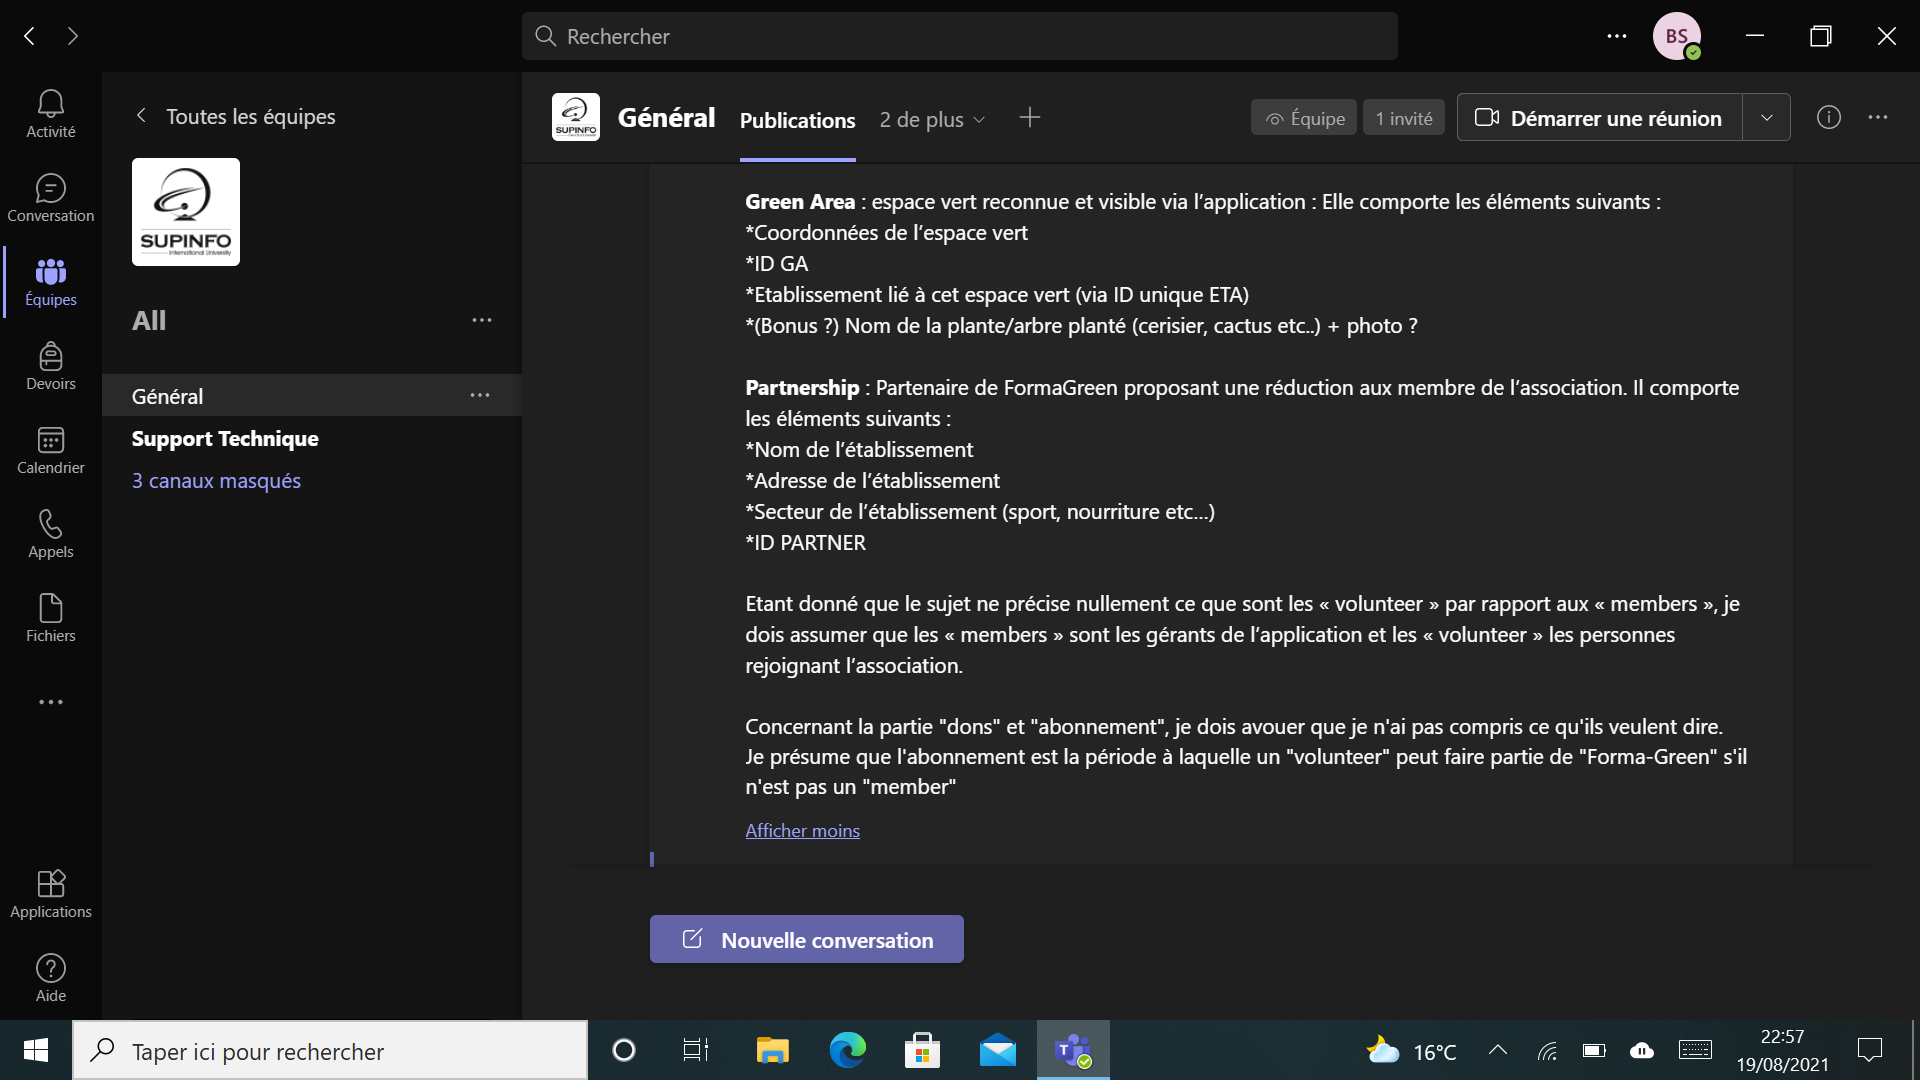 Rechercher
BS
Activité
Conversation
Équipes
Devoirs
Calendrier
Appels
Fichiers
Applications
Aide
Toutes les équipes
SUPINFO
International University
All
Général
Support Technique
3 canaux masqués
SUPINFO
Général
Publications
2 de plus
Équipe
1 invité
Démarrer une réunion
Green Area : espace vert reconnue et visible via l’application : Elle comporte les éléments suivants :
*Coordonnées de l’espace vert
*ID GA
*Etablissement lié à cet espace vert (via ID unique ETA)
*(Bonus ?) Nom de la plante/arbre planté (cerisier, cactus etc..) + photo ?
Partnership : Partenaire de FormaGreen proposant une réduction aux membre de l’association. Il comporte
les éléments suivants :
*Nom de l’établissement
*Adresse de l’établissement
*Secteur de l’établissement (sport, nourriture etc...)
*ID PARTNER
Etant donné que le sujet ne précise nullement ce que sont les « volunteer » par rapport aux « members », je
dois assumer que les « members » sont les gérants de l’application et les « volunteer » les personnes
rejoignant l’association.
Concernant la partie "dons" et "abonnement", je dois avouer que je n'ai pas compris ce qu'ils veulent dire.
Je présume que l'abonnement est la période à laquelle un "volunteer" peut faire partie de "Forma-Green" s'il
n'est pas un "member"
Afficher moins
Nouvelle conversation
Taper ici pour rechercher
T
16°C
22:57
19/08/2021